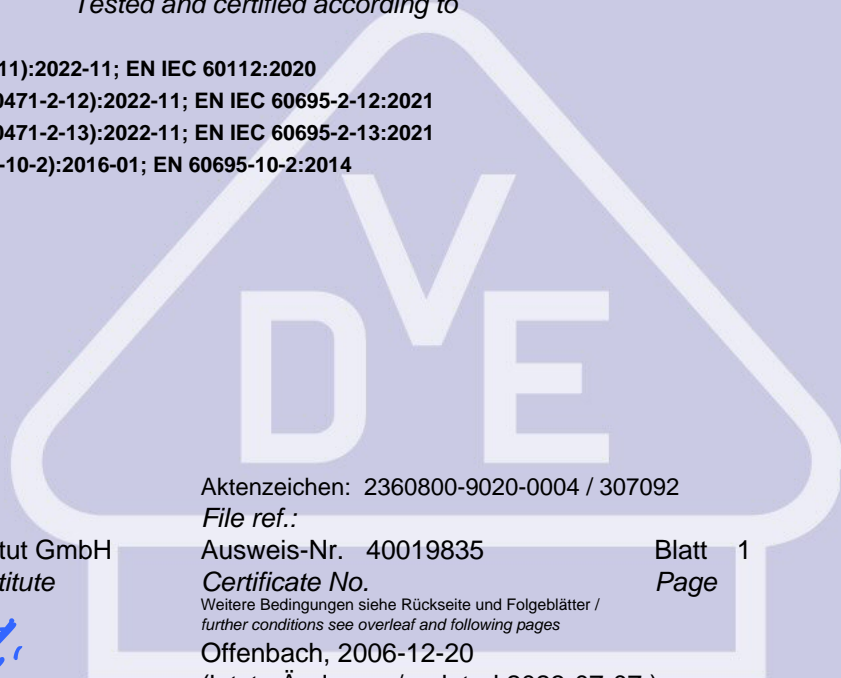 Tested and certified according to
11):2022-11; EN IEC 60112:2020
0471-2-12):2022-11; EN IEC 60695-2-12:2021
0471-2-13):2022-11; EN IEC 60695-2-13:2021
-10-2):2016-01; EN 60695-10-2:2014
VDE
Aktenzeichen: 2360800-9020-0004 / 307092
File ref.:
tut GmbH Ausweis-Nr. 40019835 Blatt 1
titute Certificate No. Page
Weitere Bedingungen siehe Rückseite und Folgeblätter /
further conditions see overleaf and following pages
Offenbach, 2006-12-20